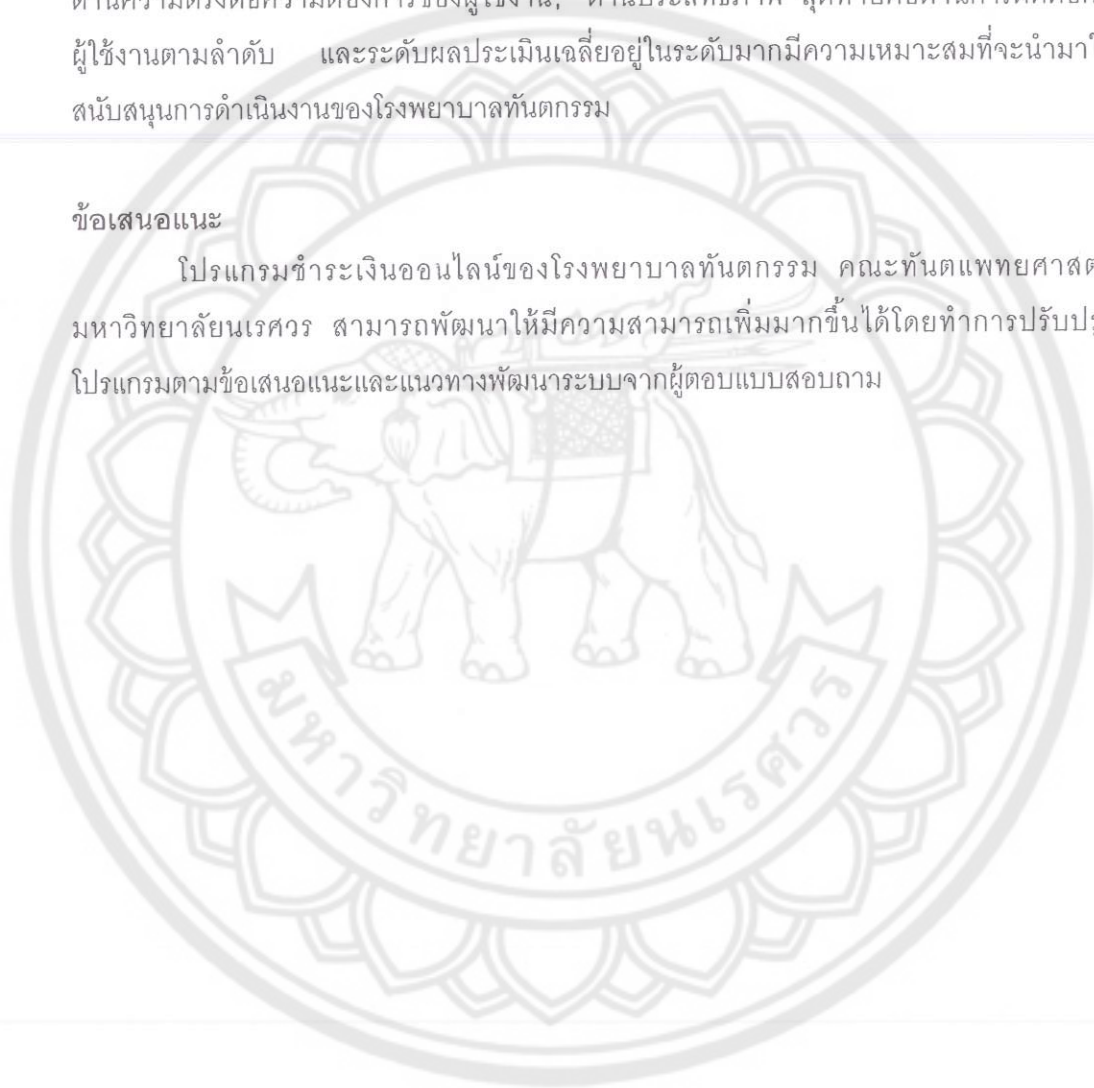 ผู้ใช้งานตามลำดับ และระดับผลประเมินเฉลี่ยอยู่ในระดับมากมีความเหมาะสมที่จะนำมา
สนับสนุนการดำเนินงานของโรงพยาบาลทันตกรรม
ข้อเสนอแนะ
โปรแกรมชำระเงินออนไลน์ของโรงพยาบาลทันตกรรม คณะทันตแพทยศาสต
มหาวิทยาลัยนเรศวร สามารถพัฒนาให้มีความสามารถเพิ่มมากขึ้นได้โดยทำการปรับป
โปรแกรมตามข้อเสนอแนะและแนวทางพัฒนาระบบจากผู้ตอบแบบสอบถาม
มหาวิทยาลัยนเรศวร